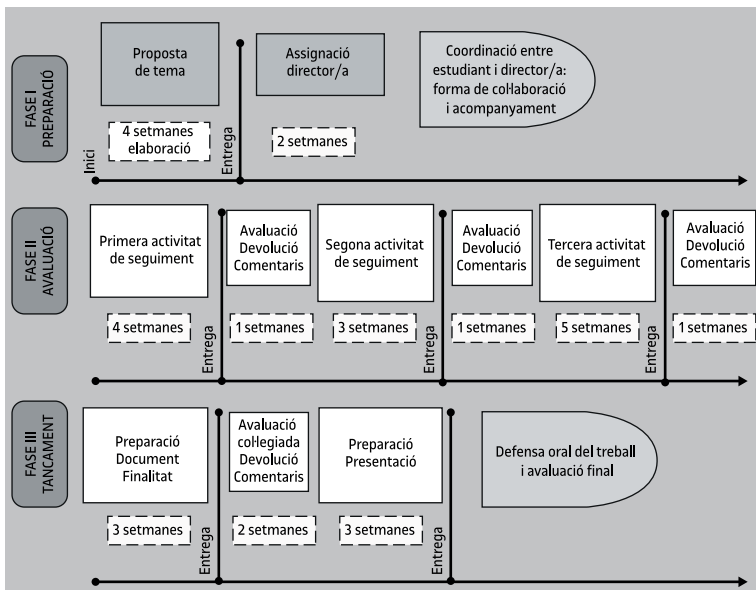 FASE I
PREPARACIÓ
Proposta
de tema
4 setmanes
elaboració
Inici
Entrega
Assignació
director/a
2 setmanes
Coordinació entre
estudiant i director/a:
forma de col·laboració
i acompanyament
FASE II
AVALUACIÓ
Primera activitat
de seguiment
4 setmanes
Entrega
Avaluació
Devolució
Comentaris
1 setmanes
Segona activitat
de seguiment
3 setmanes
Entrega
Avaluació
Devolució
Comentaris
1 setmanes
Tercera activitat
de seguiment
5 setmanes
Entrega
Avaluació
Devolució
Comentaris
1 setmanes
FASE III
TANCAMENT
Preparació
Document
Finalitat
3 setmanes
Entrega
Avaluació
col·legiada
Devolució
Comentaris
2 setmanes
Preparació
Presentació
3 setmanes
Entrega
Defensa oral del treball
i avaluació final